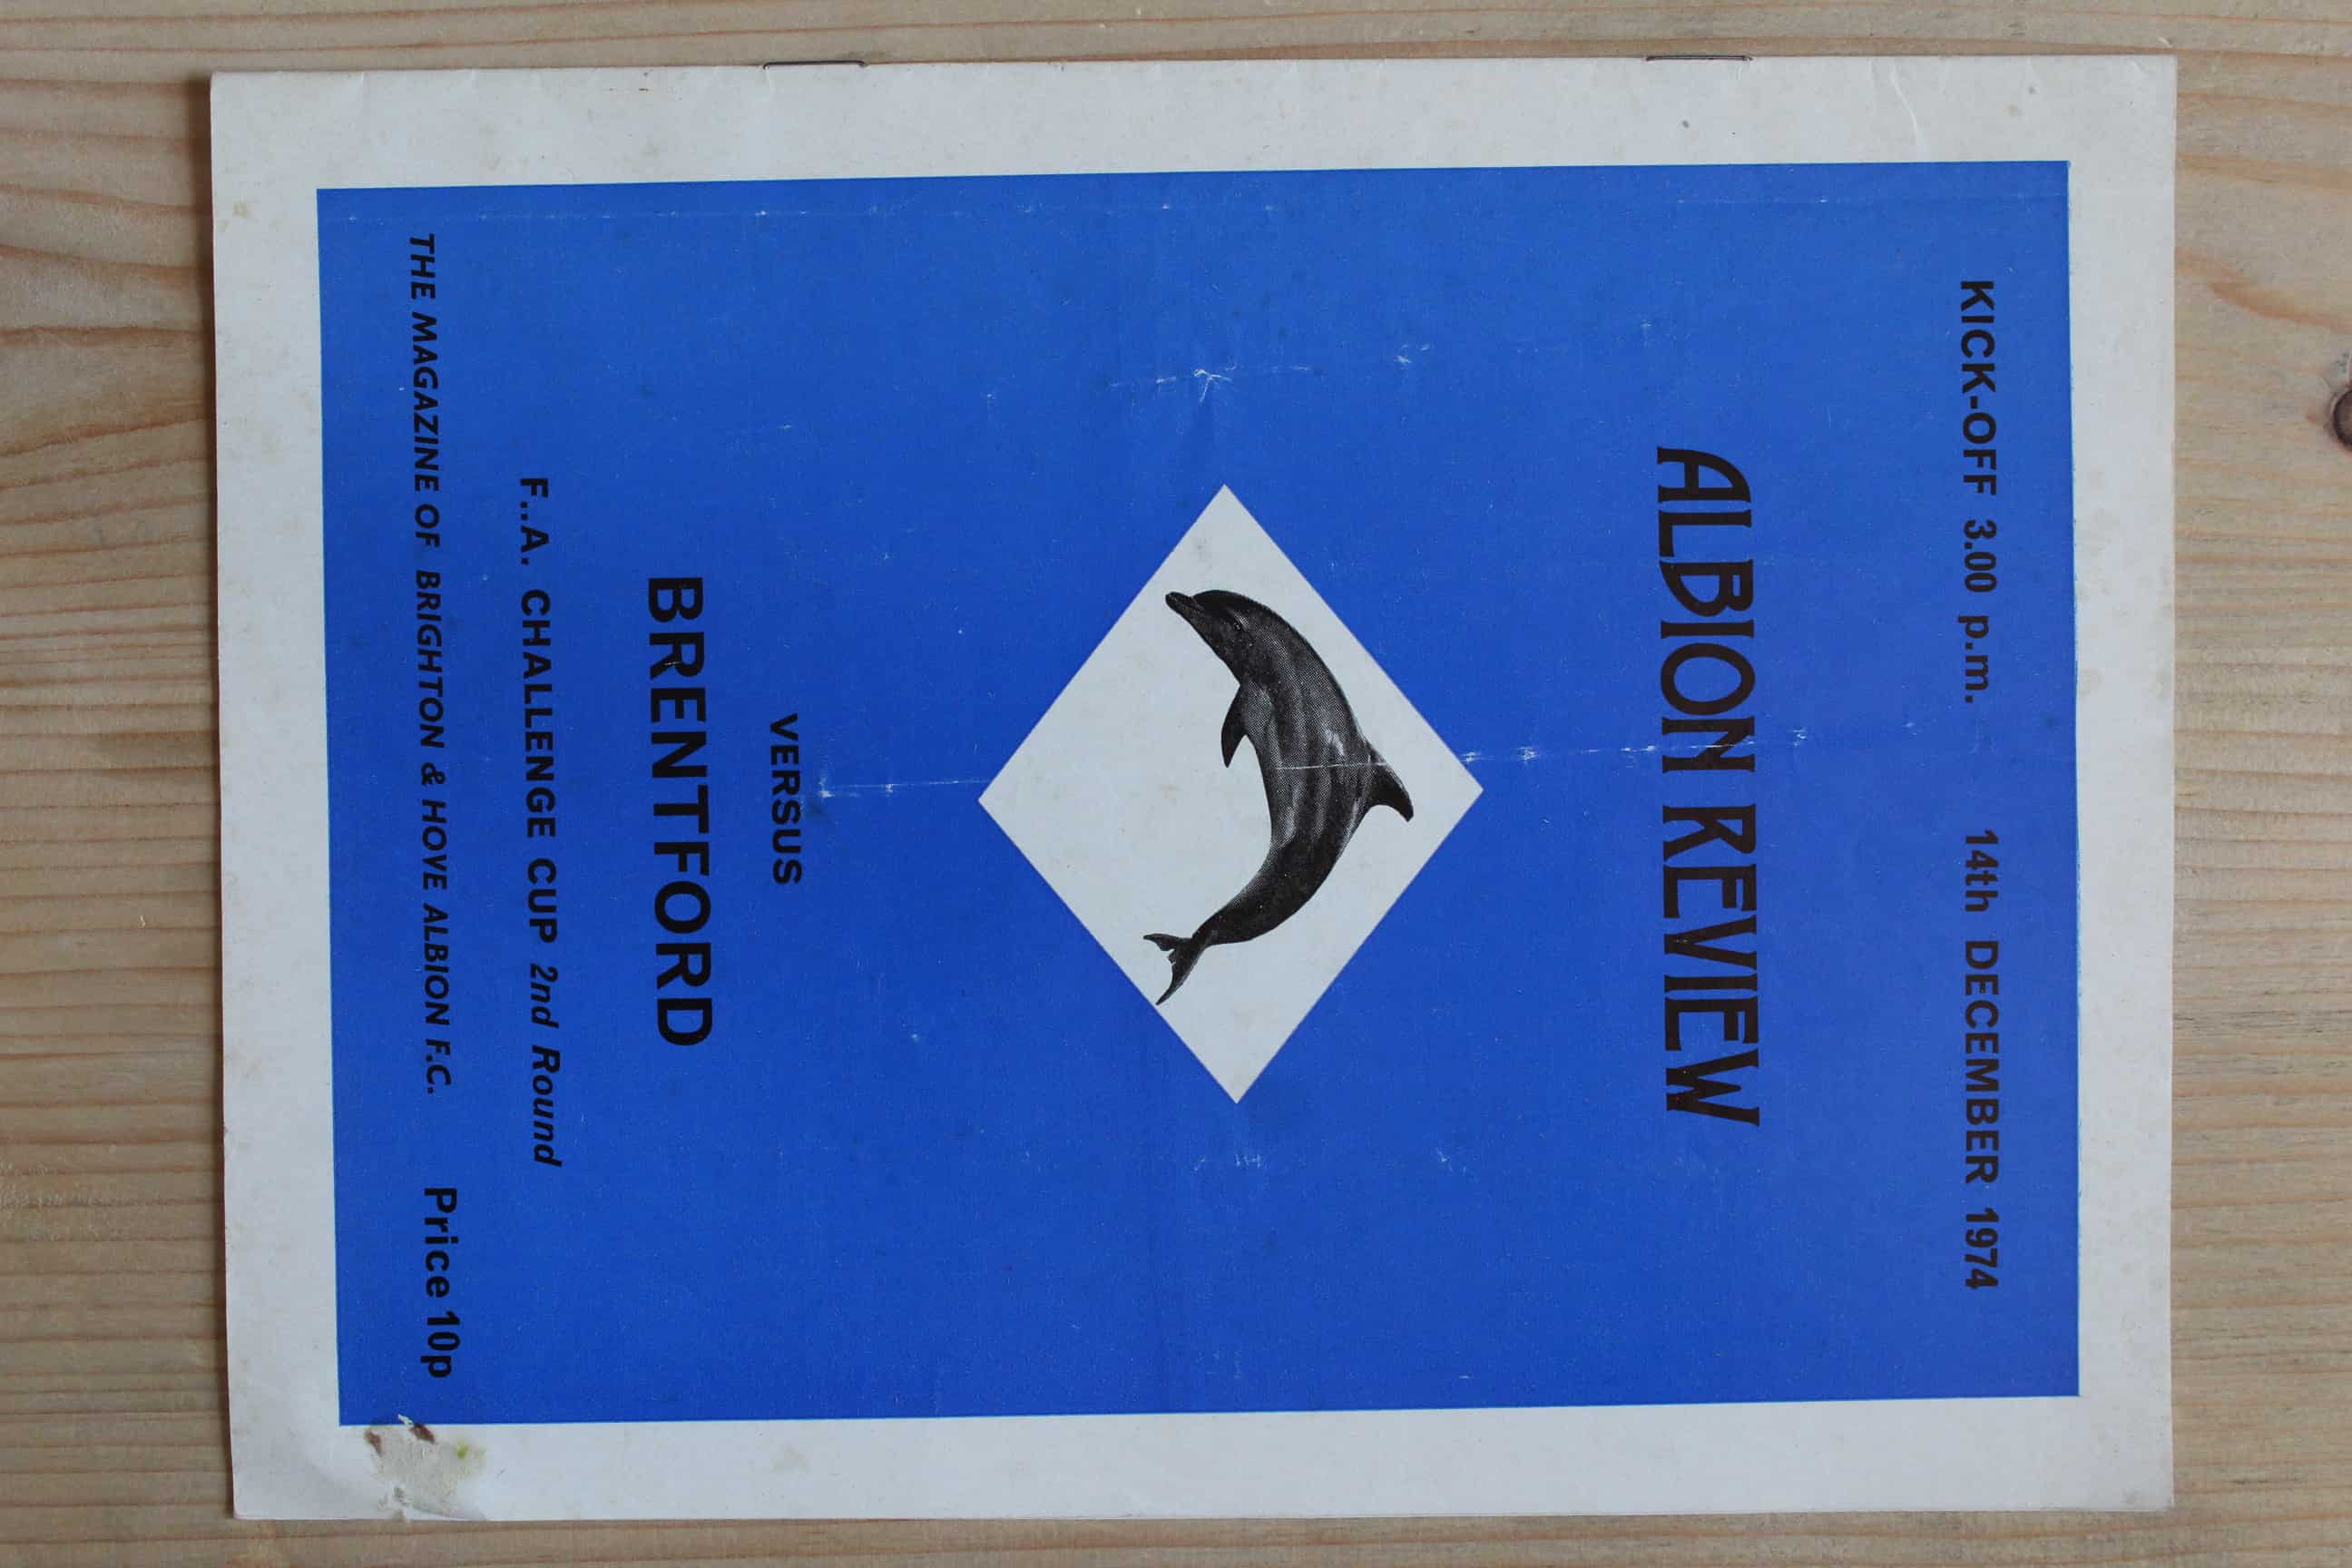 KICK-OFF 3.00 p.m. 14th DECEMBER 1974
ALBION REVIEW
VERSUS
BRENTFORD
F..A. CHALLENGE CUP 2nd Round
THE MAGAZINE OF BRIGHTON & HOVE ALBION F.C. Price 10p